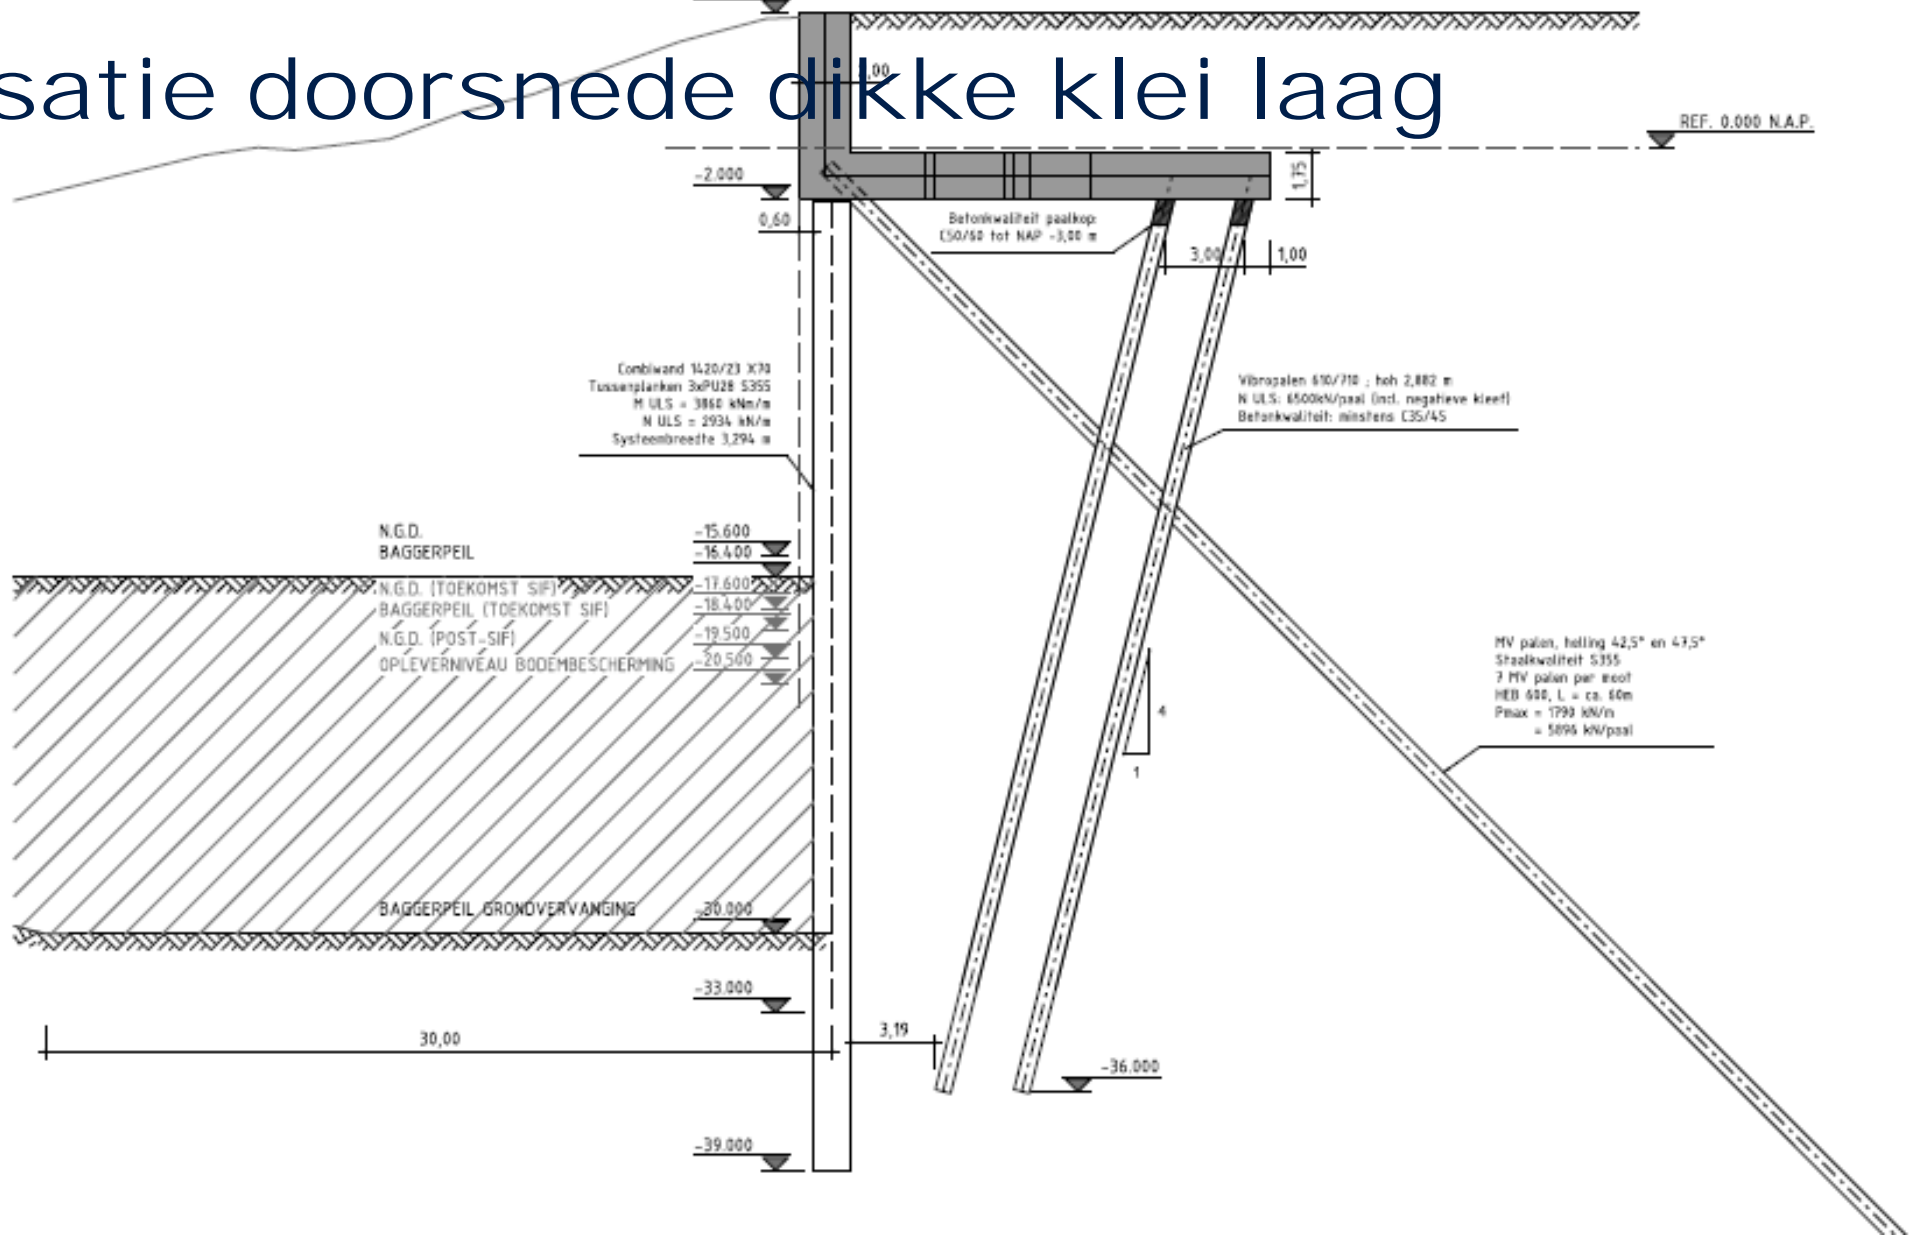 satie doorsnede dikke klei laag
REF. 0.000 N.A.P.
-2.000
1,75
0,60
Betonkwaliteit paalkop:
C50/60 tot NAP -3,00 m
3,00
1,00
Combiwand 1420/23 X70
Tussenplanken 3xPU28 S355
M ULS = 3860 kNm/m
N ULS = 2934 kN/m
Systeembreedte 3,294 m
Vibropalen 610/710 ; hoh 2,882 m
N ULS: 6500kN/paal (incl. negatieve kleef)
Betonkwaliteit: minstens C35/45
N.G.D. -15.600
BAGGERPEIL -16.400
N.G.D. (TOEKOMST SIF) -17.600
BAGGERPEIL (TOEKOMST SIF) -18.400
N.G.D. (POST-SIF) -19.500
OPLEVERNIVEAU BODEMBESCHERMING -20,500
MV palen, helling 42,5° en 47,5°
Staalkwaliteit S355
7 MV palen per moot
HEB 600, L = ca. 60m
Pmax = 1790 kN/m
= 5896 kN/paal
4
1
BAGGERPEIL GRONDVERVANGING -30.000
-33.000
30,00
3,19
-36.000
-39.000